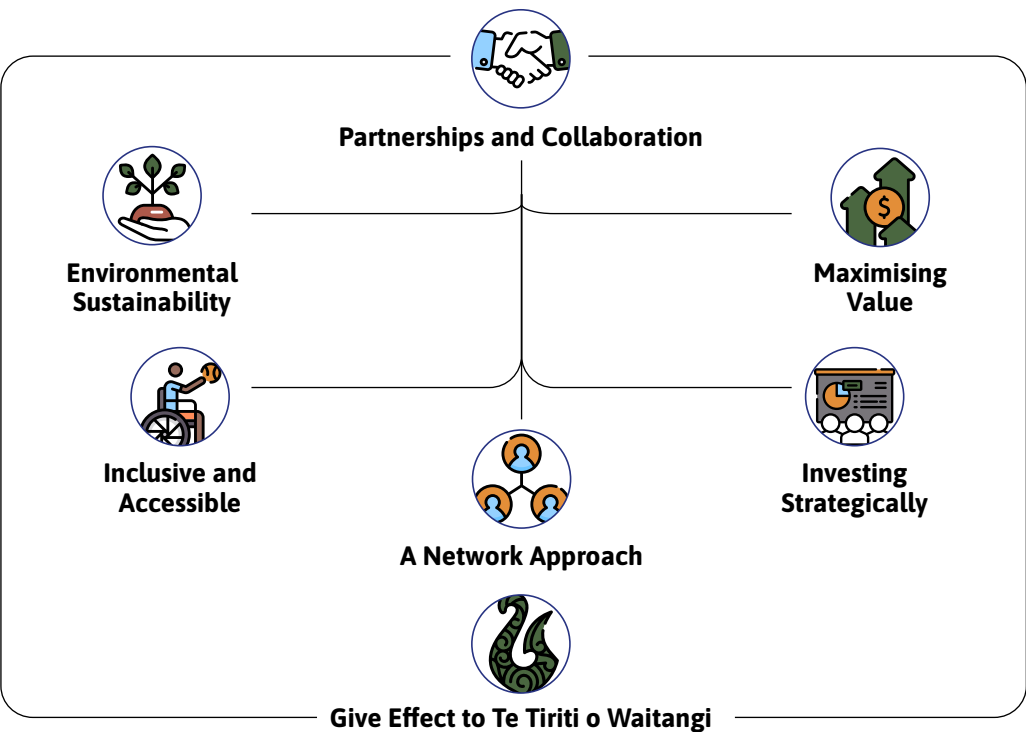 Partnerships and Collaboration
Environmental
Sustainability
Maximising
Value
$
Inclusive and
Accessible
Investing
Strategically
A Network Approach
Give Effect to Te Tiriti o Waitangi